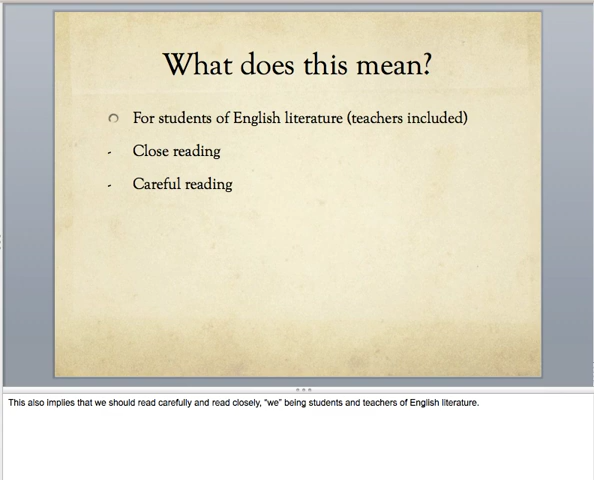 What does this mean?
For students of English literature (teachers included)
- Close reading
- Careful reading
This also implies that we should read carefully and read closely, “we” being students and teachers of English literature.